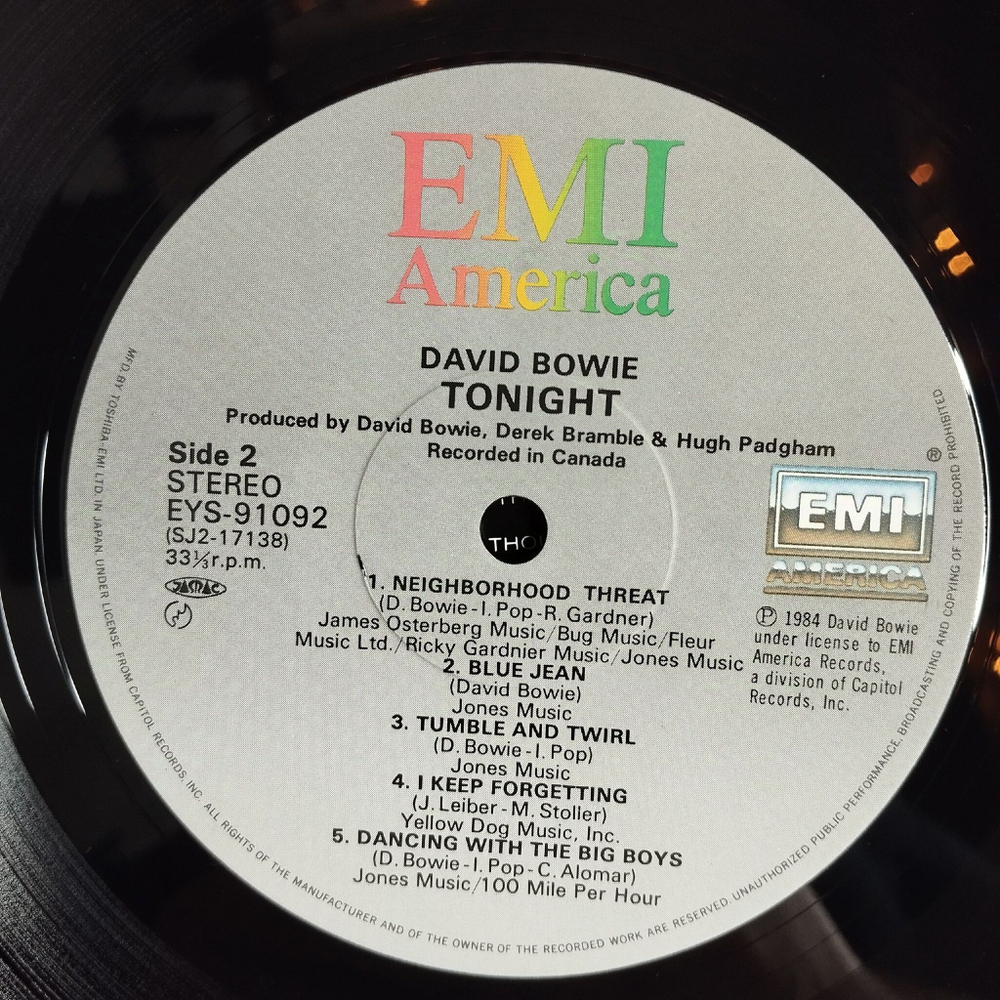 EMI
America
DAVID BOWIE
TONIGHT
Produced by David Bowie, Derek Bramble & Hugh Padgham
Recorded in Canada
Side 2
STEREO
EYS-91092
(SJ2-17138)
33⅓r.p.m.
JASRAC
THO
®
EMI
AMERICA
1. NEIGHBORHOOD THREAT
(D. Bowie-I. Pop-R. Gardner)
James Osterberg Music/Bug Music/Fleur
Music Ltd./Ricky Gardnier Music/Jones Music
2. BLUE JEAN
(David Bowie)
Jones Music
3. TUMBLE AND TWIRL
(D. Bowie-I. Pop)
Jones Music
4. I KEEP FORGETTING
(J. Leiber-M. Stoller)
Yellow Dog Music, Inc.
5. DANCING WITH THE BIG BOYS
(D. Bowie-I. Pop-C. Alomar)
Jones Music/100 Mile Per Hour
Ⓟ 1984 David Bowie
under license to EMI
America Records,
a division of Capitol
Records, Inc.
MFD. BY TOSHIBA-EMI LTD. IN JAPAN. UNDER LICENSE FROM CAPITOL RECORDS, INC. ALL RIGHTS OF THE MANUFACTURER AND OF THE OWNER OF THE RECORDED WORK ARE RESERVED. UNAUTHORIZED PUBLIC PERFORMANCE, BROADCASTING AND COPYING OF THE RECORD PROHIBITED